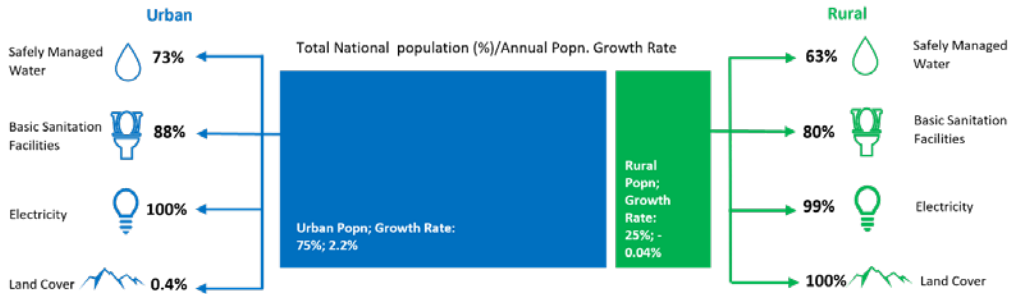 Urban
Rural
Total National population (%)/Annual Popn. Growth Rate
Safely Managed
Water
73%
Basic Sanitation
Facilities
88%
Electricity
100%
Land Cover
0.4%
Urban Popn; Growth Rate:
75%; 2.2%
Rural
Popn;
Growth
Rate:
25%; -
0.04%
63%
Safely Managed
Water
80%
Basic Sanitation
Facilities
99%
Electricity
100%
Land Cover